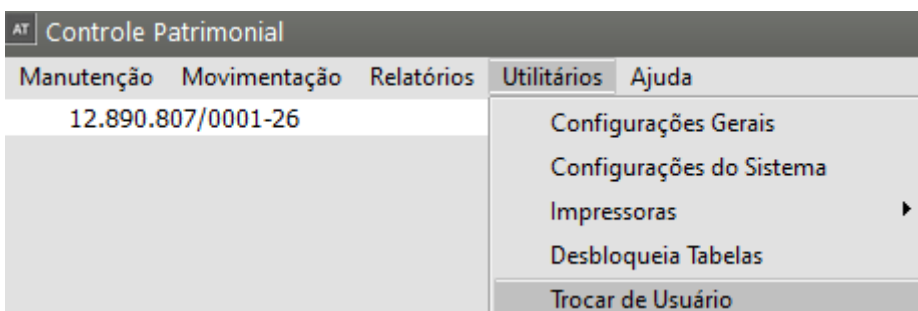 AT Controle Patrimonial
Manutenção Movimentação Relatórios Utilitários Ajuda
12.890.807/0001-26
Configurações Gerais
Configurações do Sistema
Impressoras
Desbloqueia Tabelas
Trocar de Usuário